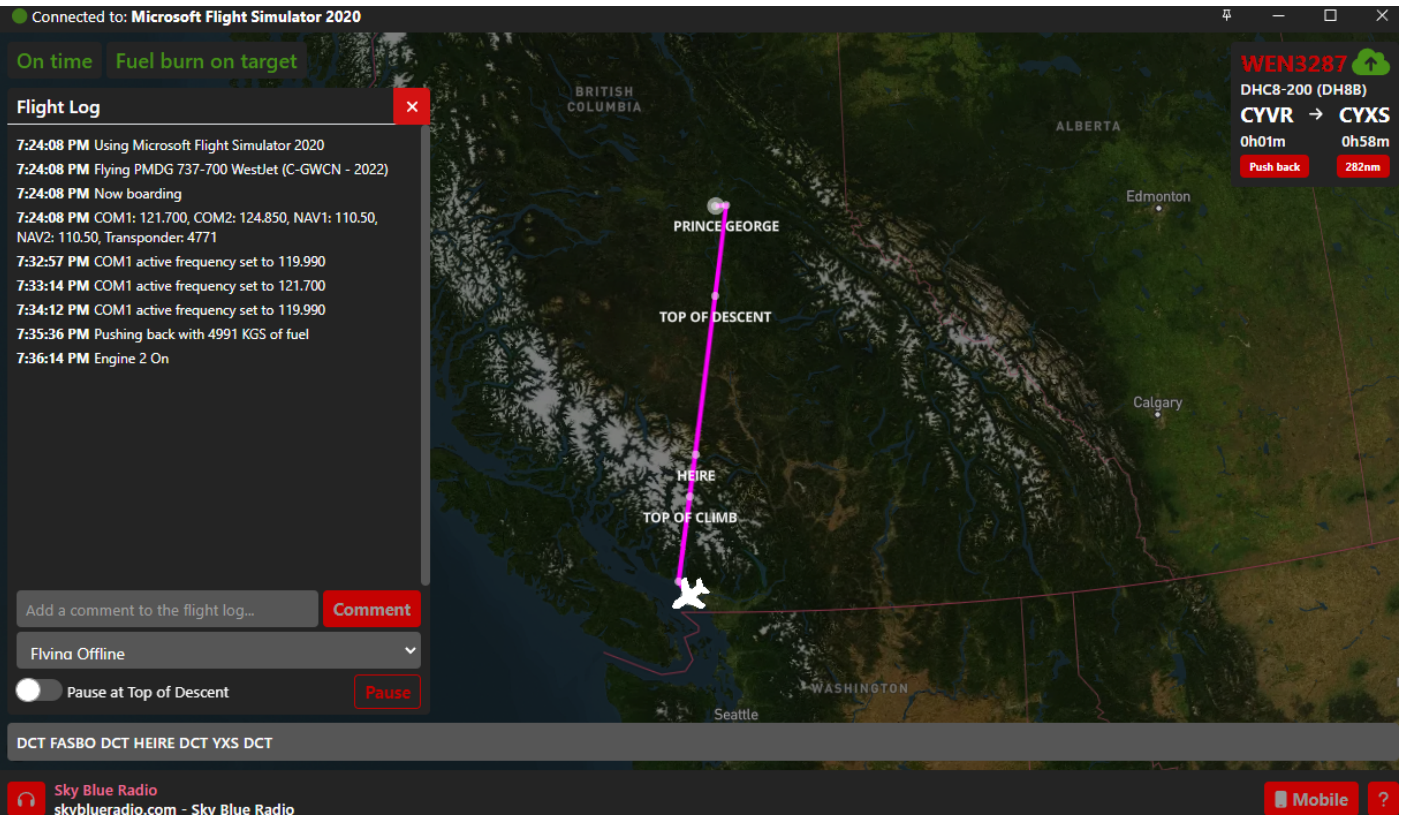 Connected to: Microsoft Flight Simulator 2020
On time Fuel burn on target
Flight Log
7:24:08 PM Using Microsoft Flight Simulator 2020
7:24:08 PM Flying PMDG 737-700 WestJet (C-GWCN - 2022)
7:24:08 PM Now boarding
7:24:08 PM COM1: 121.700, COM2: 124.850, NAV1: 110.50,
NAV2: 110.50, Transponder: 4771
7:32:57 PM COM1 active frequency set to 119.990
7:33:14 PM COM1 active frequency set to 121.700
7:34:12 PM COM1 active frequency set to 119.990
7:35:36 PM Pushing back with 4991 KGS of fuel
7:36:14 PM Engine 2 On
Add a comment to the flight log...
Comment
Flying Offline
Pause at Top of Descent
Pause
BRITISH
COLUMBIA
ALBERTA
Edmonton
PRINCE GEORGE
TOP OF DESCENT
Calgary
HEIRE
TOP OF CLIMB
WASHINGTON
Seattle
WEN3287
DHC8-200 (DH8B)
CYVR → CYXS
0h01m 0h58m
Push back 282nm
DCT FASBO DCT HEIRE DCT YXS DCT
Sky Blue Radio
skyblueradio.com - Sky Blue Radio
Mobile
?